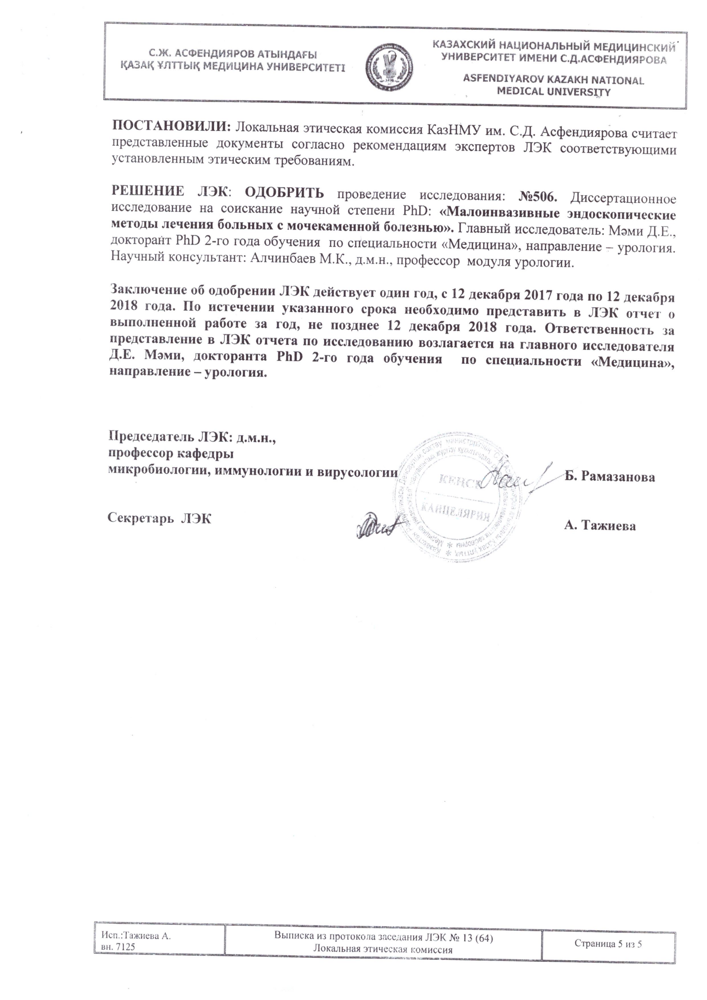 С.Ж. АСФЕНДИЯРОВ АТЫНДАҒЫ
ҚАЗАҚ ҰЛТТЫҚ МЕДИЦИНА УНИВЕРСИТЕТІ
КАЗАХСКИЙ НАЦИОНАЛЬНЫЙ МЕДИЦИНСКИЙ
УНИВЕРСИТЕТ ИМЕНИ С.Д.АСФЕНДИЯРОВА
ASFENDIYAROV KAZAKH NATIONAL
MEDICAL UNIVERSITY
ПОСТАНОВИЛИ: Локальная этическая комиссия КазНМУ им. С.Д. Асфендиярова считает
представленные документы согласно рекомендациям экспертов ЛЭК соответствующими
установленным этическим требованиям.
РЕШЕНИЕ ЛЭК: ОДОБРИТЬ проведение исследования: №506. Диссертационное
исследование на соискание научной степени PhD: «Малоинвазивные эндоскопические
методы лечения больных с мочекаменной болезнью». Главный исследователь: Мәми Д.Е.,
докторант PhD 2-го года обучения по специальности «Медицина», направление – урология.
Научный консультант: Алчинбаев М.К., д.м.н., профессор модуля урологии.
Заключение об одобрении ЛЭК действует один год, с 12 декабря 2017 года по 12 декабря
2018 года. По истечении указанного срока необходимо представить в ЛЭК отчет о
выполненной работе за год, не позднее 12 декабря 2018 года. Ответственность за
представление в ЛЭК отчета по исследованию возлагается на главного исследователя
Д.Е. Мәми, докторанта PhD 2-го года обучения по специальности «Медицина»,
направление – урология.
Председатель ЛЭК: д.м.н.,
профессор кафедры
микробиологии, иммунологии и вирусологии Б. Рамазанова
КЕҢСЕ
КАНЦЕЛЯРИЯ
Секретарь ЛЭК А. Тажиева
Исп.:Тажиева А.
вн. 7125
Выписка из протокола заседания ЛЭК № 13 (64)
Локальная этическая комиссия
Страница 5 из 5